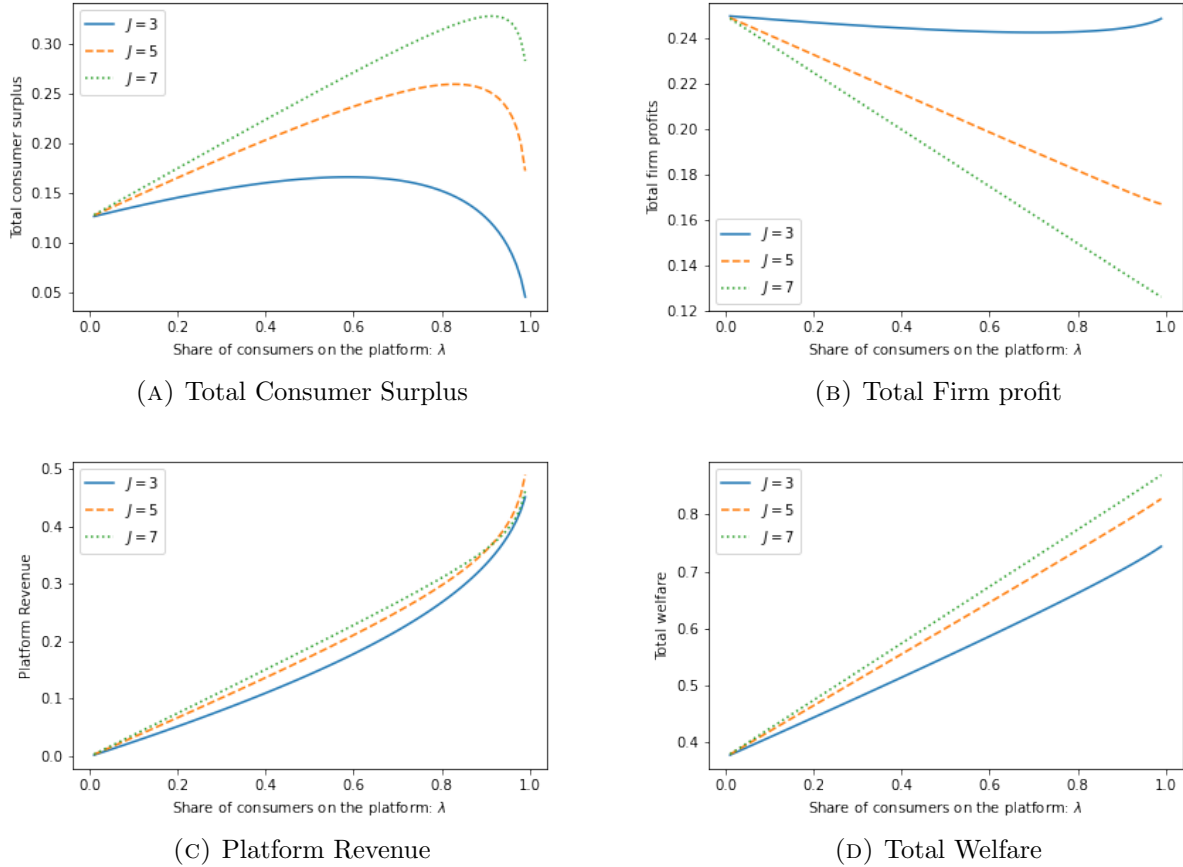 0.30
0.25
0.20
0.15
0.10
0.05
Total consumer surplus
J = 3
J = 5
J = 7
0.0 0.2 0.4 0.6 0.8 1.0
Share of consumers on the platform: λ
(A) Total Consumer Surplus
0.24
0.22
0.20
0.18
0.16
0.14
0.12
Total firm profits
J = 3
J = 5
J = 7
0.0 0.2 0.4 0.6 0.8 1.0
Share of consumers on the platform: λ
(B) Total Firm profit
0.5
0.4
0.3
0.2
0.1
0.0
Platform Revenue
J = 3
J = 5
J = 7
0.0 0.2 0.4 0.6 0.8 1.0
Share of consumers on the platform: λ
(C) Platform Revenue
0.8
0.7
0.6
0.5
0.4
Total welfare
J = 3
J = 5
J = 7
0.0 0.2 0.4 0.6 0.8 1.0
Share of consumers on the platform: λ
(D) Total Welfare